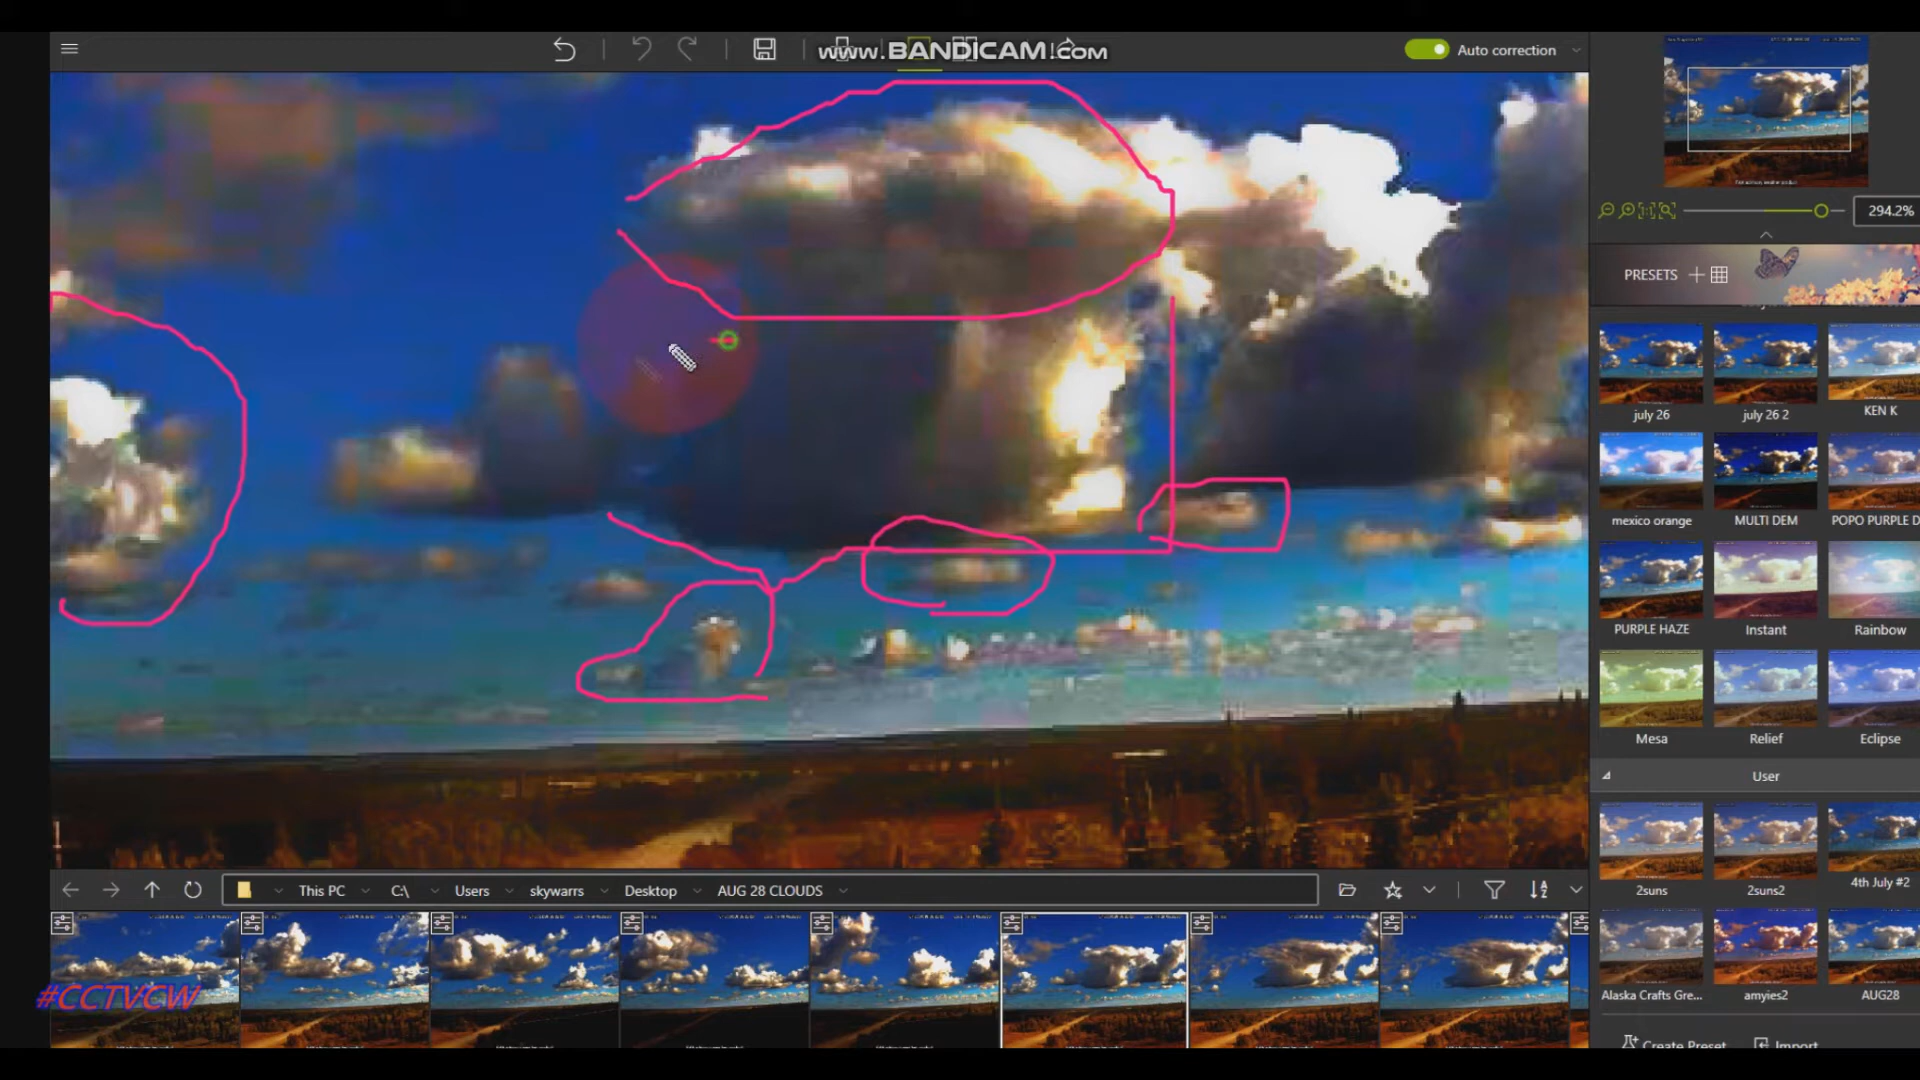 www.BANDICAM.com
Auto correction
294.2%
PRESETS
july 26
july 26 2
KEN K
mexico orange
MULTI DEM
POPO PURPLE D
PURPLE HAZE
Instant
Rainbow
Mesa
Relief
Eclipse
User
2suns
2suns2
4th July #2
Alaska Crafts Gre...
amyies2
AUG28
Create Preset
Import
This PC
C:\
Users
skywarrs
Desktop
AUG 28 CLOUDS
#CCTVCW